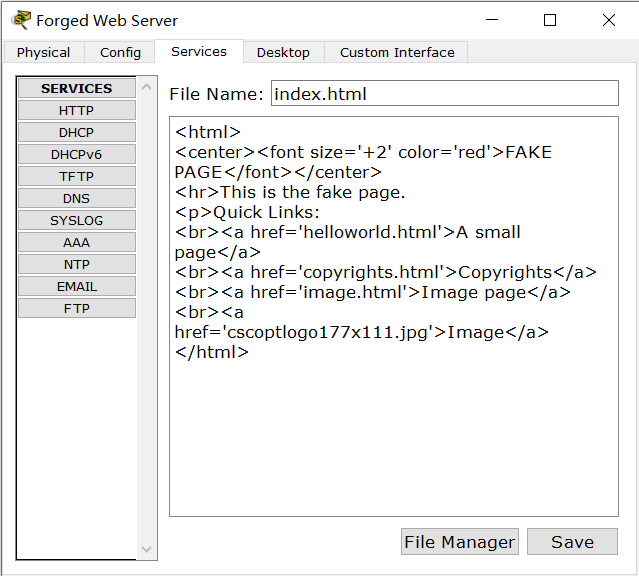 Forged Web Server
Physical Config Services Desktop Custom Interface
SERVICES
HTTP
DHCP
DHCPv6
TFTP
DNS
SYSLOG
AAA
NTP
EMAIL
FTP
File Name: index.html
<html>
<center><font size='+2' color='red'>FAKE
PAGE</font></center>
<hr>This is the fake page.
<p>Quick Links:
<br><a href='helloworld.html'>A small
page</a>
<br><a href='copyrights.html'>Copyrights</a>
<br><a href='image.html'>Image page</a>
<br><a
href='cscoptlogo177x111.jpg'>Image</a>
</html>
File Manager Save